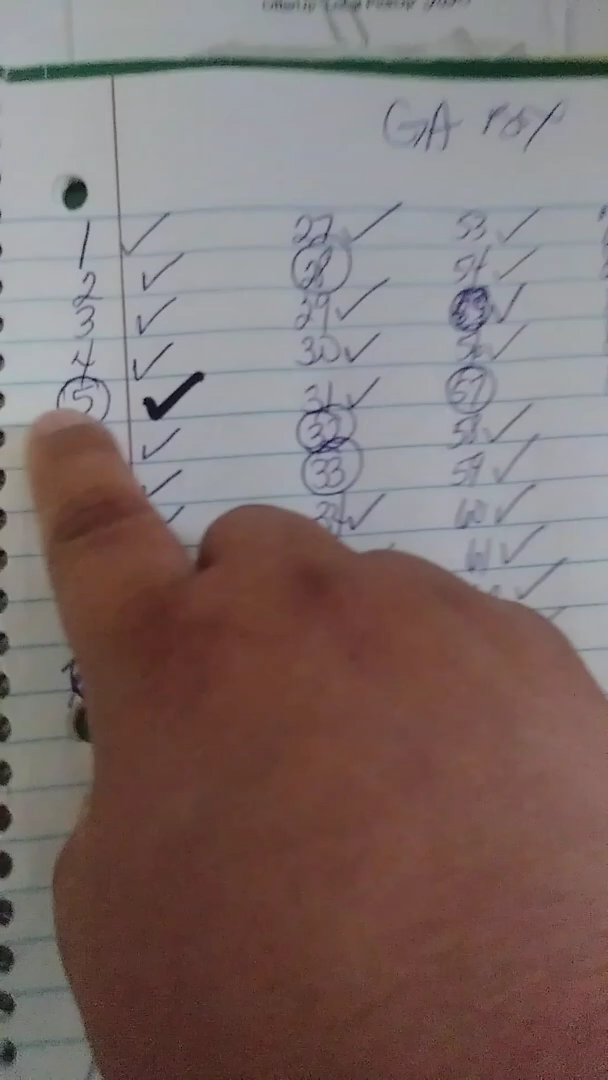 GA
1 ✓ 27 ✓ 53 ✓
2 ✓ 28 54 ✓
3 ✓ 29 ✓ ✓
4 ✓ 30 ✓ ✓
5 ✓ 31 ✓ 57
✓ 32 58 ✓
✓ 33 59 ✓
✓ 34 ✓ 60 ✓
61 ✓
✓